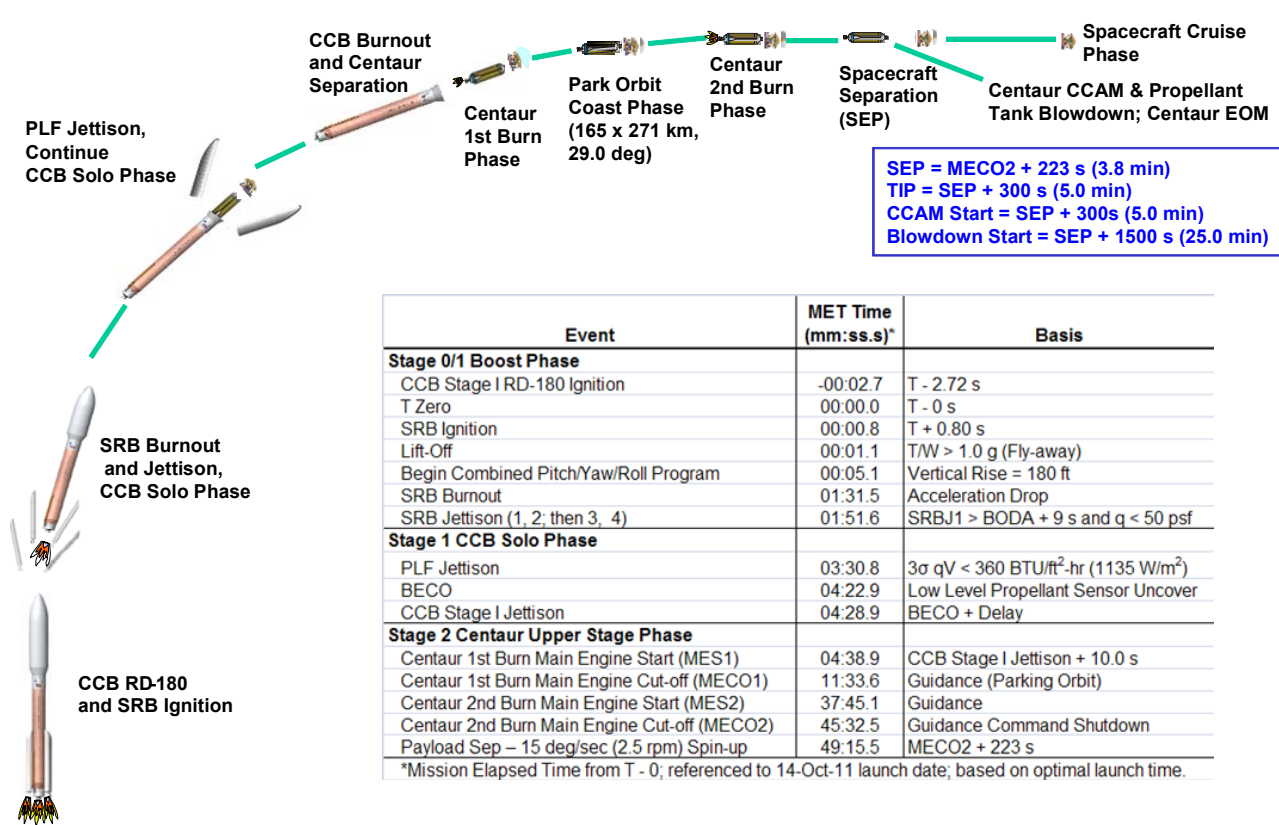 CCB Burnout
and Centaur
Separation
Centaur
1st Burn
Phase
Park Orbit
Coast Phase
(165 x 271 km,
29.0 deg)
Centaur
2nd Burn
Phase
Spacecraft
Separation
(SEP)
Spacecraft Cruise
Phase
Centaur CCAM & Propellant
Tank Blowdown; Centaur EOM
PLF Jettison,
Continue
CCB Solo Phase
SEP = MECO2 + 223 s (3.8 min)
TIP = SEP + 300 s (5.0 min)
CCAM Start = SEP + 300s (5.0 min)
Blowdown Start = SEP + 1500 s (25.0 min)
SRB Burnout
and Jettison,
CCB Solo Phase
CCB RD-180
and SRB Ignition
Event MET Time (mm:ss.s)* Basis
Stage 0/1 Boost Phase
CCB Stage I RD-180 Ignition -00:02.7 T - 2.72 s
T Zero 00:00.0 T - 0 s
SRB Ignition 00:00.8 T + 0.80 s
Lift-Off 00:01.1 T/W > 1.0 g (Fly-away)
Begin Combined Pitch/Yaw/Roll Program 00:05.1 Vertical Rise = 180 ft
SRB Burnout 01:31.5 Acceleration Drop
SRB Jettison (1, 2; then 3, 4) 01:51.6 SRBJ1 > BODA + 9 s and q < 50 psf
Stage 1 CCB Solo Phase
PLF Jettison 03:30.8 3σ qV < 360 BTU/ft²-hr (1135 W/m²)
BECO 04:22.9 Low Level Propellant Sensor Uncover
CCB Stage I Jettison 04:28.9 BECO + Delay
Stage 2 Centaur Upper Stage Phase
Centaur 1st Burn Main Engine Start (MES1) 04:38.9 CCB Stage I Jettison + 10.0 s
Centaur 1st Burn Main Engine Cut-off (MECO1) 11:33.6 Guidance (Parking Orbit)
Centaur 2nd Burn Main Engine Start (MES2) 37:45.1 Guidance
Centaur 2nd Burn Main Engine Cut-off (MECO2) 45:32.5 Guidance Command Shutdown
Payload Sep – 15 deg/sec (2.5 rpm) Spin-up 49:15.5 MECO2 + 223 s
*Mission Elapsed Time from T - 0; referenced to 14-Oct-11 launch date; based on optimal launch time.